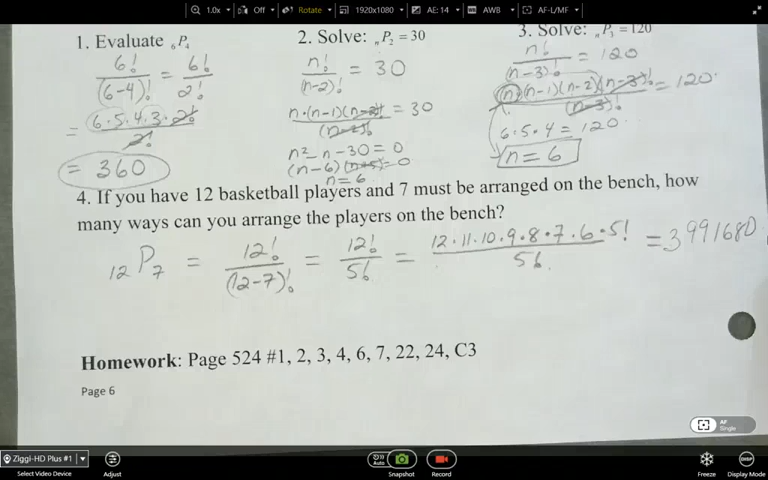 1.0x Off Rotate 1920x1080 AE: 14 AWB AF-L/MF
1. Evaluate ₆P₄
6!/(6-4)! = 6!/2!
= 6·5·4·3·2!/2!
= 360
2. Solve: ₙP₂ = 30
n!/(n-2)! = 30
n·(n-1)(n-2)!/(n-2)! = 30
n² - n - 30 = 0
(n-6)(n+5) = 0
n = 6
3. Solve: ₙP₃ = 120
n!/(n-3)! = 120
(n)(n-1)(n-2)(n-3)!/(n-3)! = 120
6·5·4 = 120
n = 6
4. If you have 12 basketball players and 7 must be arranged on the bench, how
many ways can you arrange the players on the bench?
₁₂P₇ = 12!/(12-7)! = 12!/5! = 12·11·10·9·8·7·6·5!/5! = 3991680
Homework: Page 524 #1, 2, 3, 4, 6, 7, 22, 24, C3
Page 6
AF
Single
Ziggi-HD Plus #1
Select Video Device
Adjust
Auto
Snapshot
Record
Freeze
DISP
Display Mode